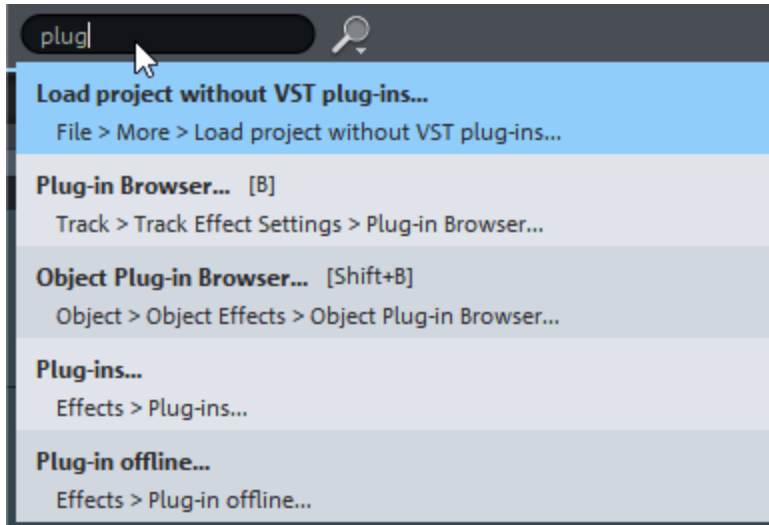 plug
Load project without VST plug-ins...
File > More > Load project without VST plug-ins...
Plug-in Browser... [B]
Track > Track Effect Settings > Plug-in Browser...
Object Plug-in Browser... [Shift+B]
Object > Object Effects > Object Plug-in Browser...
Plug-ins...
Effects > Plug-ins...
Plug-in offline...
Effects > Plug-in offline...